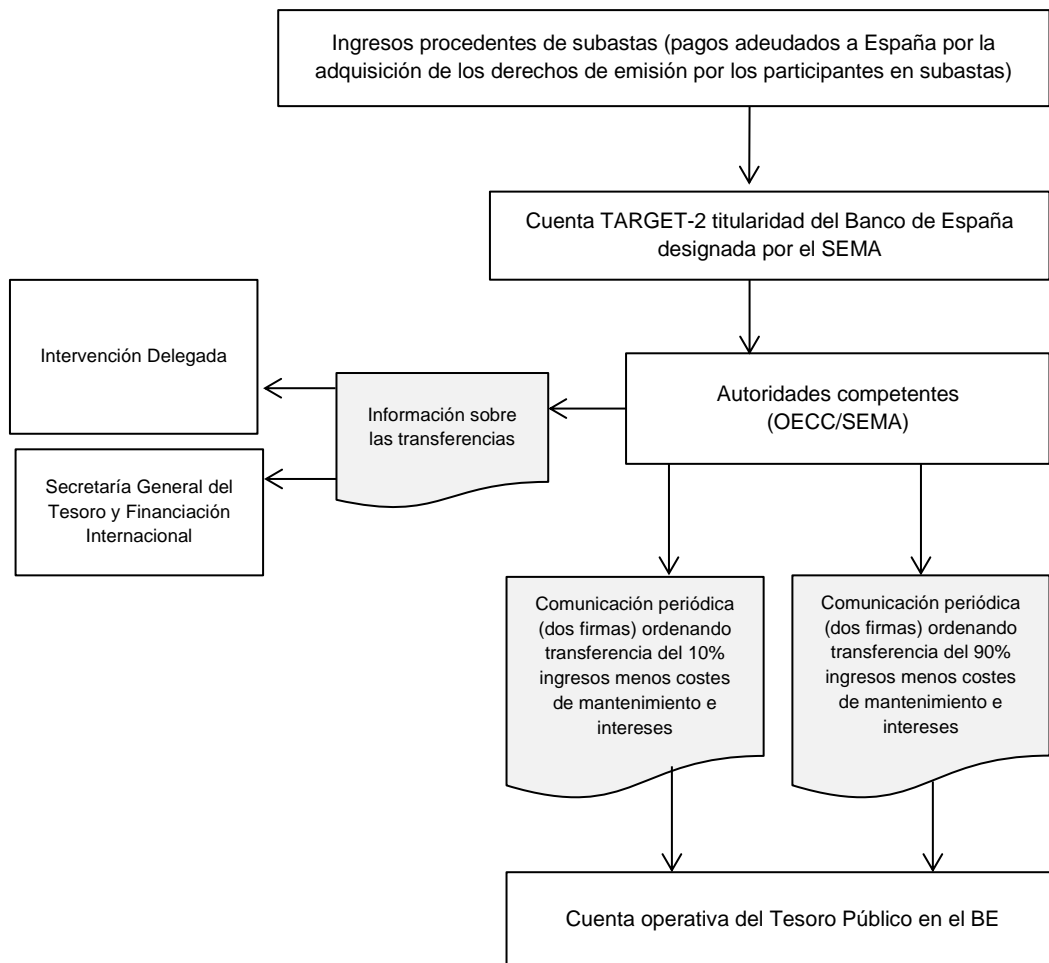 Ingresos procedentes de subastas (pagos adeudados a España por la
adquisición de los derechos de emisión por los participantes en subastas)
Cuenta TARGET-2 titularidad del Banco de España
designada por el SEMA
Intervención Delegada
Información sobre
las transferencias
Autoridades competentes
(OECC/SEMA)
Secretaría General del
Tesoro y Financiación
Internacional
Comunicación periódica
(dos firmas) ordenando
transferencia del 10%
ingresos menos costes
de mantenimiento e
intereses
Comunicación periódica
(dos firmas) ordenando
transferencia del 90%
ingresos menos costes
de mantenimiento e
intereses
Cuenta operativa del Tesoro Público en el BE